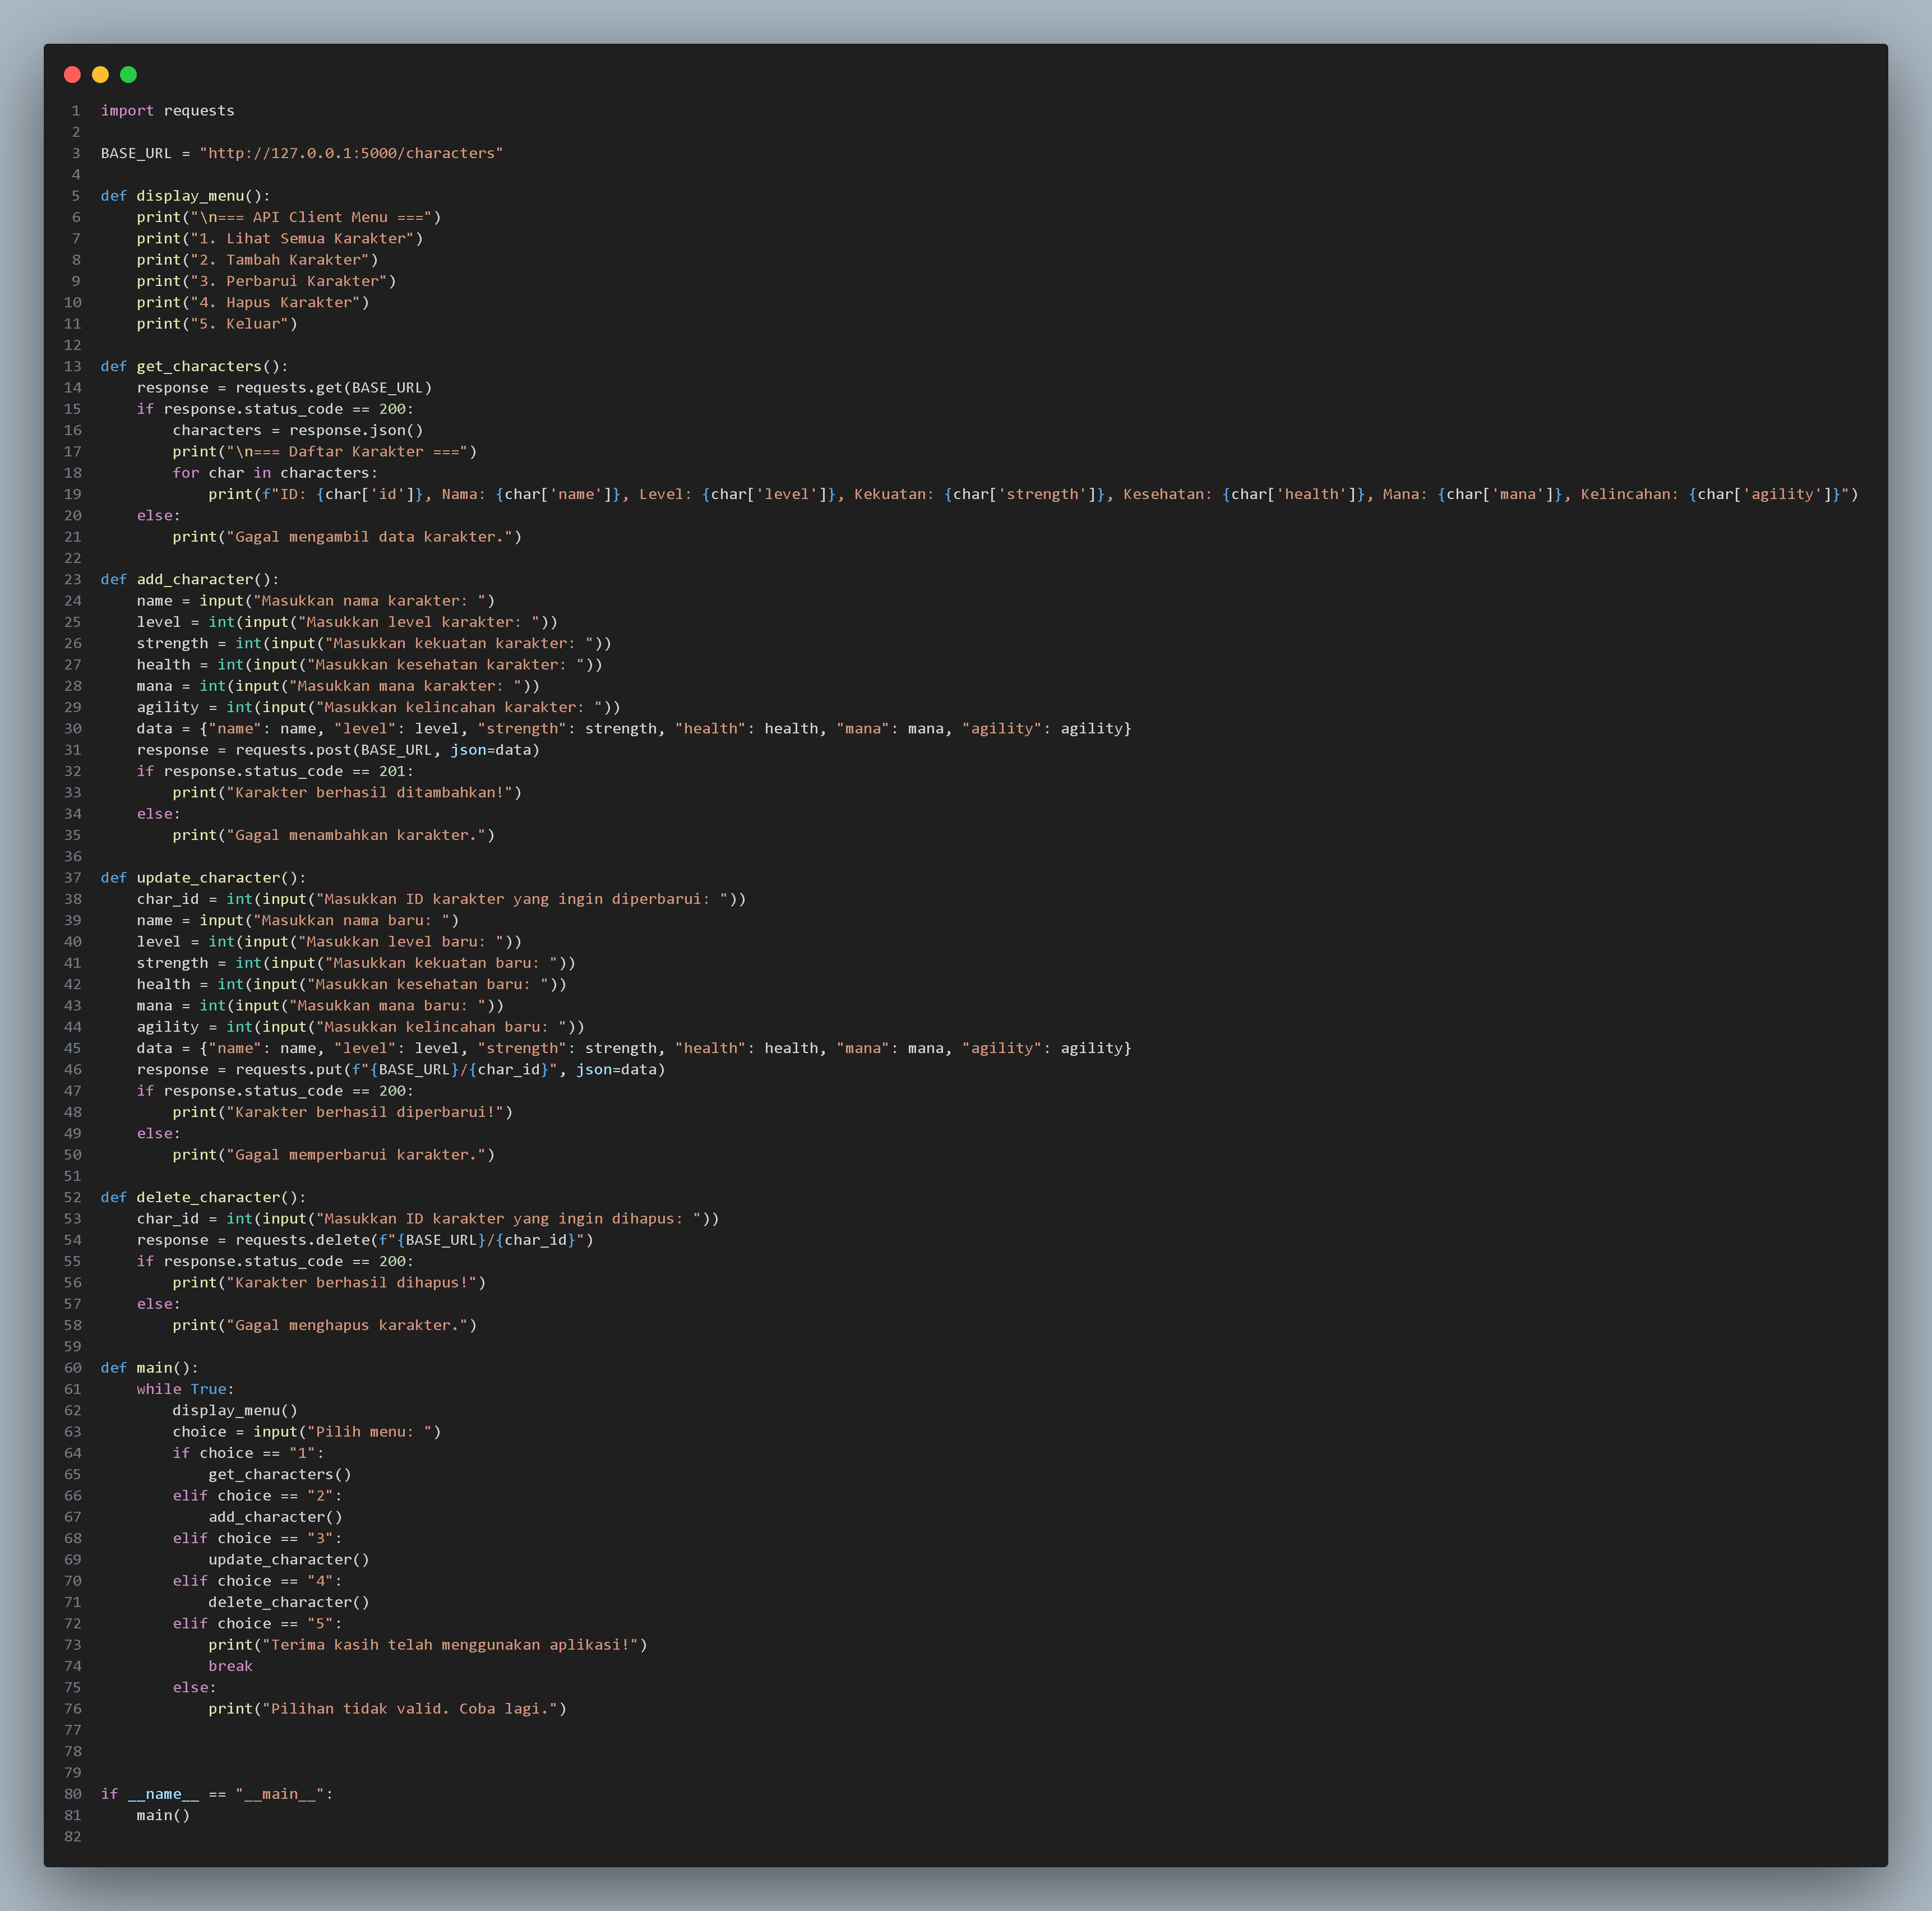 1 import requests
2
3 BASE_URL = "http://127.0.0.1:5000/characters"
4
5 def display_menu():
6     print("\n=== API Client Menu ===")
7     print("1. Lihat Semua Karakter")
8     print("2. Tambah Karakter")
9     print("3. Perbarui Karakter")
10     print("4. Hapus Karakter")
11     print("5. Keluar")
12
13 def get_characters():
14     response = requests.get(BASE_URL)
15     if response.status_code == 200:
16         characters = response.json()
17         print("\n=== Daftar Karakter ===")
18         for char in characters:
19             print(f"ID: {char['id']}, Nama: {char['name']}, Level: {char['level']}, Kekuatan: {char['strength']}, Kesehatan: {char['health']}, Mana: {char['mana']}, Kelincahan: {char['agility']}")
20     else:
21         print("Gagal mengambil data karakter.")
22
23 def add_character():
24     name = input("Masukkan nama karakter: ")
25     level = int(input("Masukkan level karakter: "))
26     strength = int(input("Masukkan kekuatan karakter: "))
27     health = int(input("Masukkan kesehatan karakter: "))
28     mana = int(input("Masukkan mana karakter: "))
29     agility = int(input("Masukkan kelincahan karakter: "))
30     data = {"name": name, "level": level, "strength": strength, "health": health, "mana": mana, "agility": agility}
31     response = requests.post(BASE_URL, json=data)
32     if response.status_code == 201:
33         print("Karakter berhasil ditambahkan!")
34     else:
35         print("Gagal menambahkan karakter.")
36
37 def update_character():
38     char_id = int(input("Masukkan ID karakter yang ingin diperbarui: "))
39     name = input("Masukkan nama baru: ")
40     level = int(input("Masukkan level baru: "))
41     strength = int(input("Masukkan kekuatan baru: "))
42     health = int(input("Masukkan kesehatan baru: "))
43     mana = int(input("Masukkan mana baru: "))
44     agility = int(input("Masukkan kelincahan baru: "))
45     data = {"name": name, "level": level, "strength": strength, "health": health, "mana": mana, "agility": agility}
46     response = requests.put(f"{BASE_URL}/{char_id}", json=data)
47     if response.status_code == 200:
48         print("Karakter berhasil diperbarui!")
49     else:
50         print("Gagal memperbarui karakter.")
51
52 def delete_character():
53     char_id = int(input("Masukkan ID karakter yang ingin dihapus: "))
54     response = requests.delete(f"{BASE_URL}/{char_id}")
55     if response.status_code == 200:
56         print("Karakter berhasil dihapus!")
57     else:
58         print("Gagal menghapus karakter.")
59
60 def main():
61     while True:
62         display_menu()
63         choice = input("Pilih menu: ")
64         if choice == "1":
65             get_characters()
66         elif choice == "2":
67             add_character()
68         elif choice == "3":
69             update_character()
70         elif choice == "4":
71             delete_character()
72         elif choice == "5":
73             print("Terima kasih telah menggunakan aplikasi!")
74             break
75         else:
76             print("Pilihan tidak valid. Coba lagi.")
77
78
79
80 if __name__ == "__main__":
81     main()
82